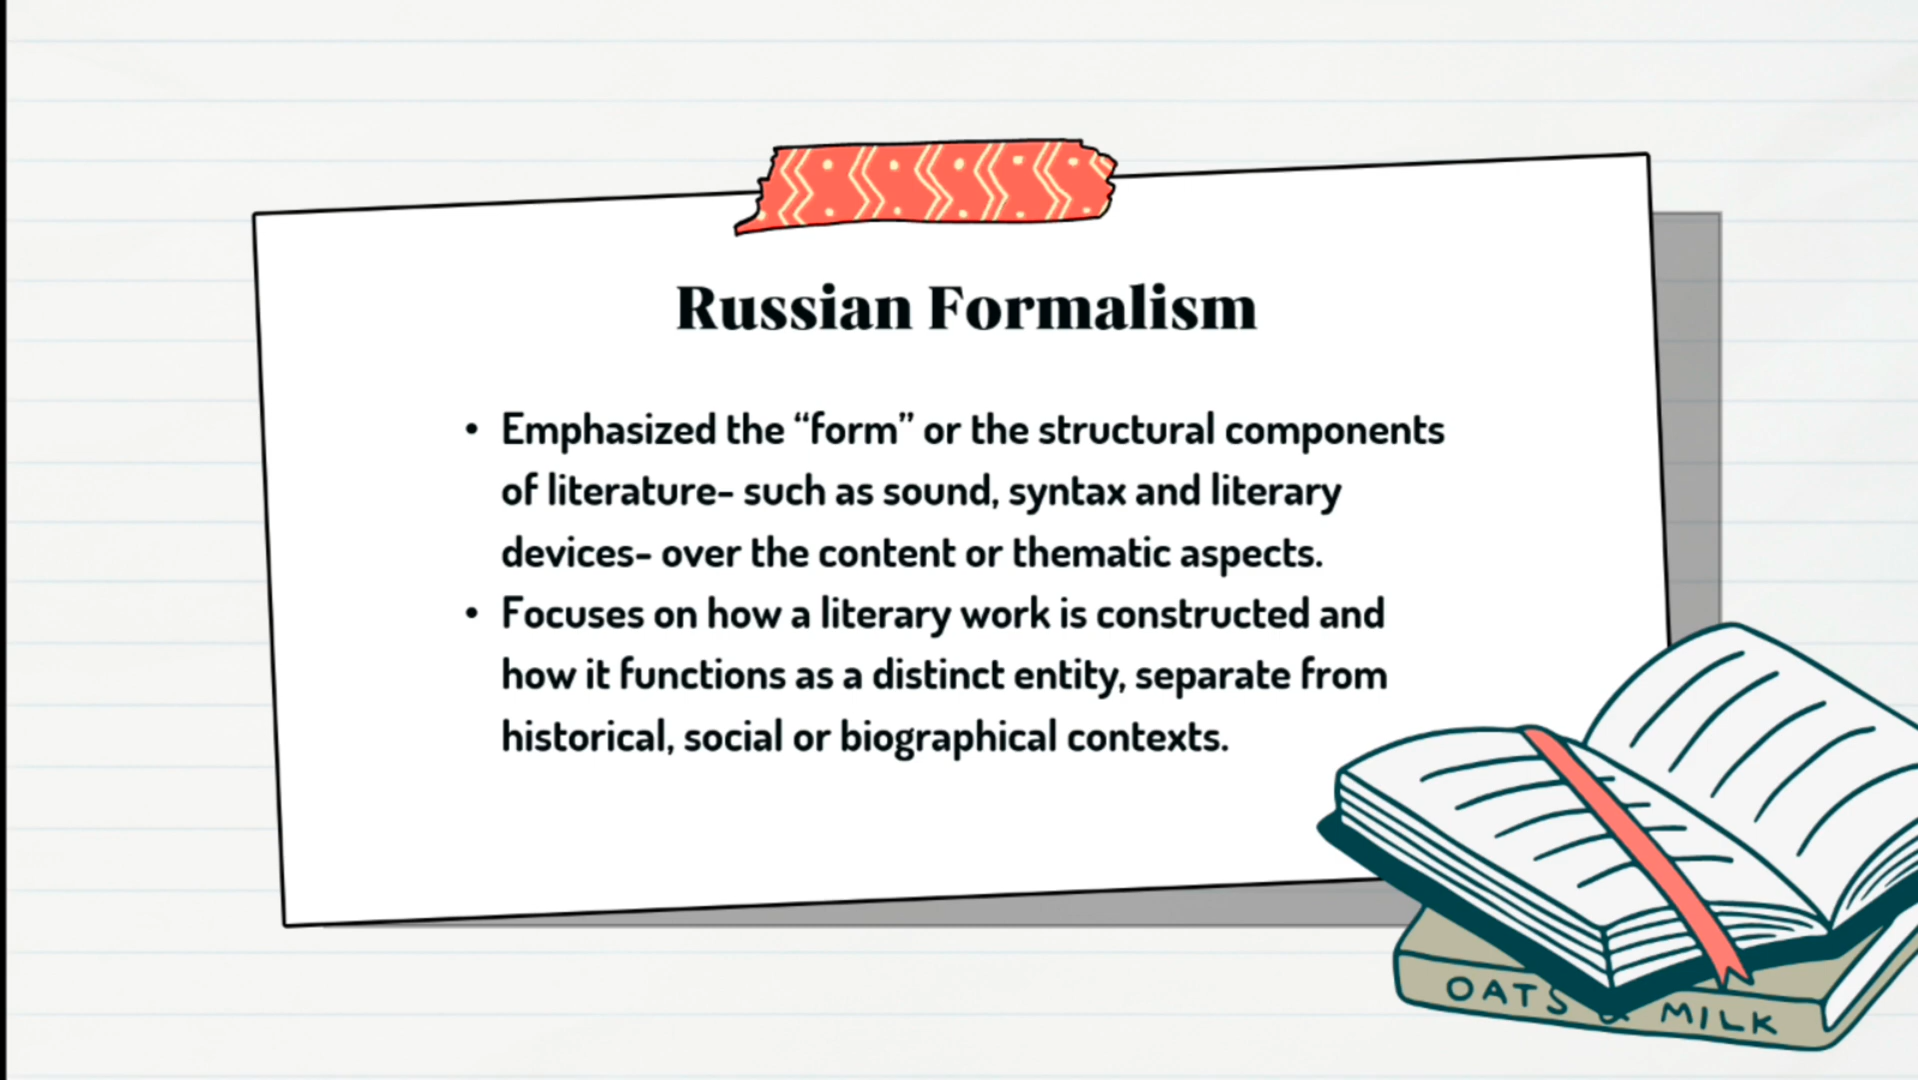 Russian Formalism
• Emphasized the “form” or the structural components
of literature- such as sound, syntax and literary
devices- over the content or thematic aspects.
• Focuses on how a literary work is constructed and
how it functions as a distinct entity, separate from
historical, social or biographical contexts.
OATS & MILK